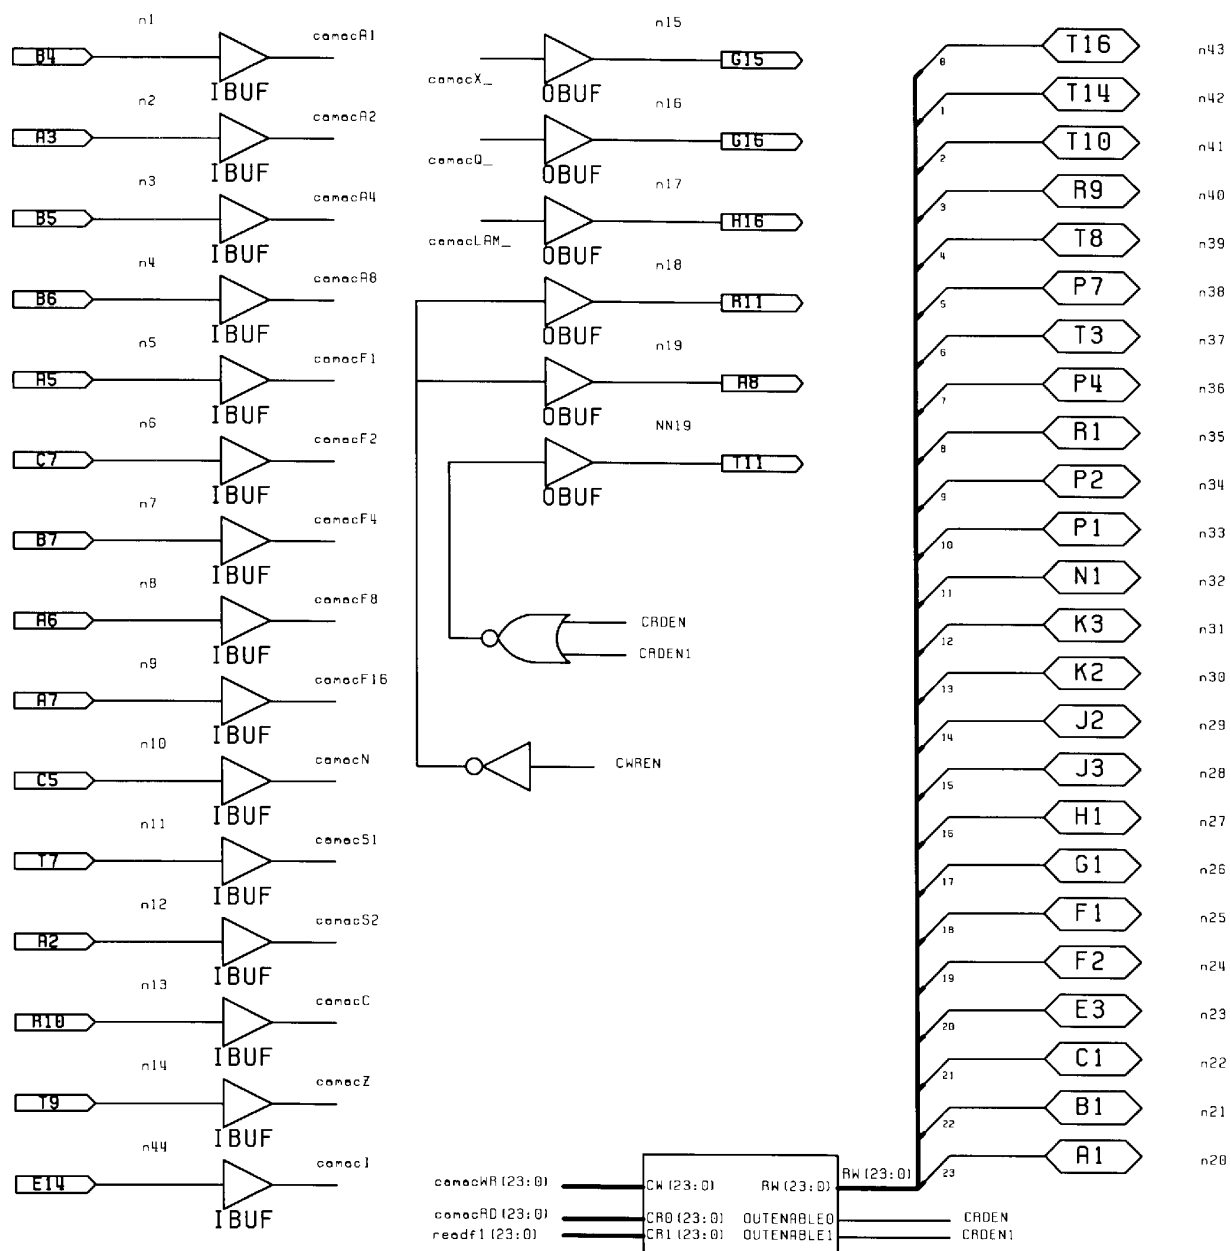 n1
B4
IBUF
camacA1
n2
A3
IBUF
camacA2
n3
B5
IBUF
camacA4
n4
B6
IBUF
camacA8
n5
A5
IBUF
camacF1
n6
C7
IBUF
camacF2
n7
B7
IBUF
camacF4
n8
A6
IBUF
camacF8
n9
A7
IBUF
camacF16
n10
C5
IBUF
camacN
n11
T7
IBUF
camacS1
n12
A2
IBUF
camacS2
n13
R10
IBUF
camacC
n14
T9
IBUF
camacZ
n44
E14
IBUF
camacI
n15
camacX_
OBUF
G15
n16
camacQ_
OBUF
G16
n17
camacLAM_
OBUF
H16
n18
OBUF
R11
n19
OBUF
A8
NN19
OBUF
T11
CRDEN
CRDEN1
CWREN
0 T16 n43
1 T14 n42
2 T10 n41
3 R9 n40
4 T8 n39
5 P7 n38
6 T3 n37
7 P4 n36
8 R1 n35
9 P2 n34
10 P1 n33
11 N1 n32
12 K3 n31
13 K2 n30
14 J2 n29
15 J3 n28
16 H1 n27
17 G1 n26
18 F1 n25
19 F2 n24
20 E3 n23
21 C1 n22
22 B1 n21
23 A1 n20
camacWR(23:0) CW(23:0) RW(23:0) RW(23:0)
camacRD(23:0) CR0(23:0) OUTENABLE0 CRDEN
readf1(23:0) CR1(23:0) OUTENABLE1 CRDEN1